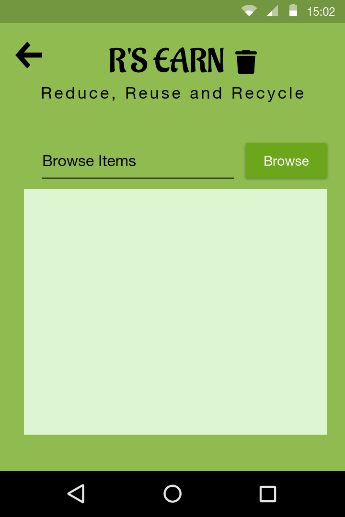 15:02
R'S EARN
Reduce, Reuse and Recycle
Browse Items
Browse